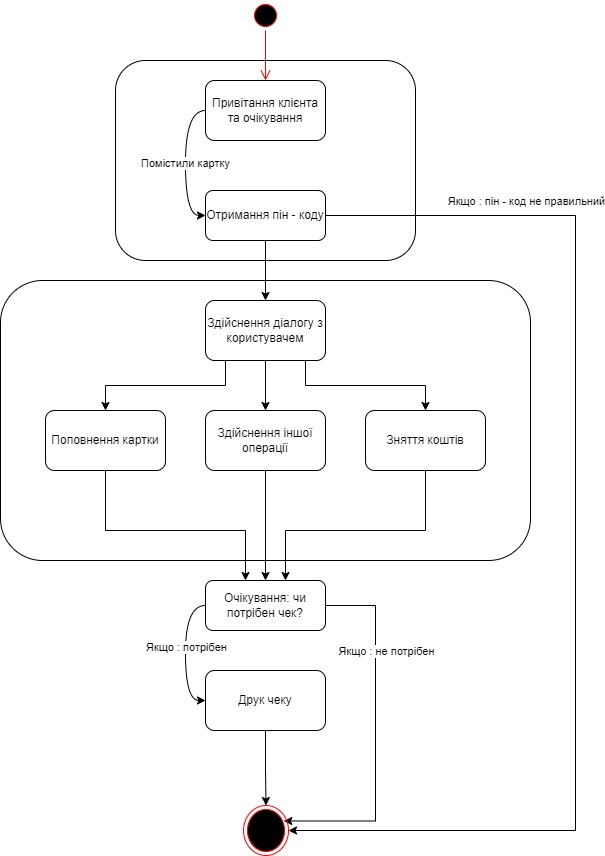 Привітання клієнта
та очікування
Помістили картку
Якщо : пін - код не правильний
Отримання пін - коду
Здійснення діалогу з
користувачем
Поповнення картки
Здійснення іншої
операції
Зняття коштів
Очікування: чи
потрібен чек?
Якщо : потрібен
Якщо : не потрібен
Друк чеку